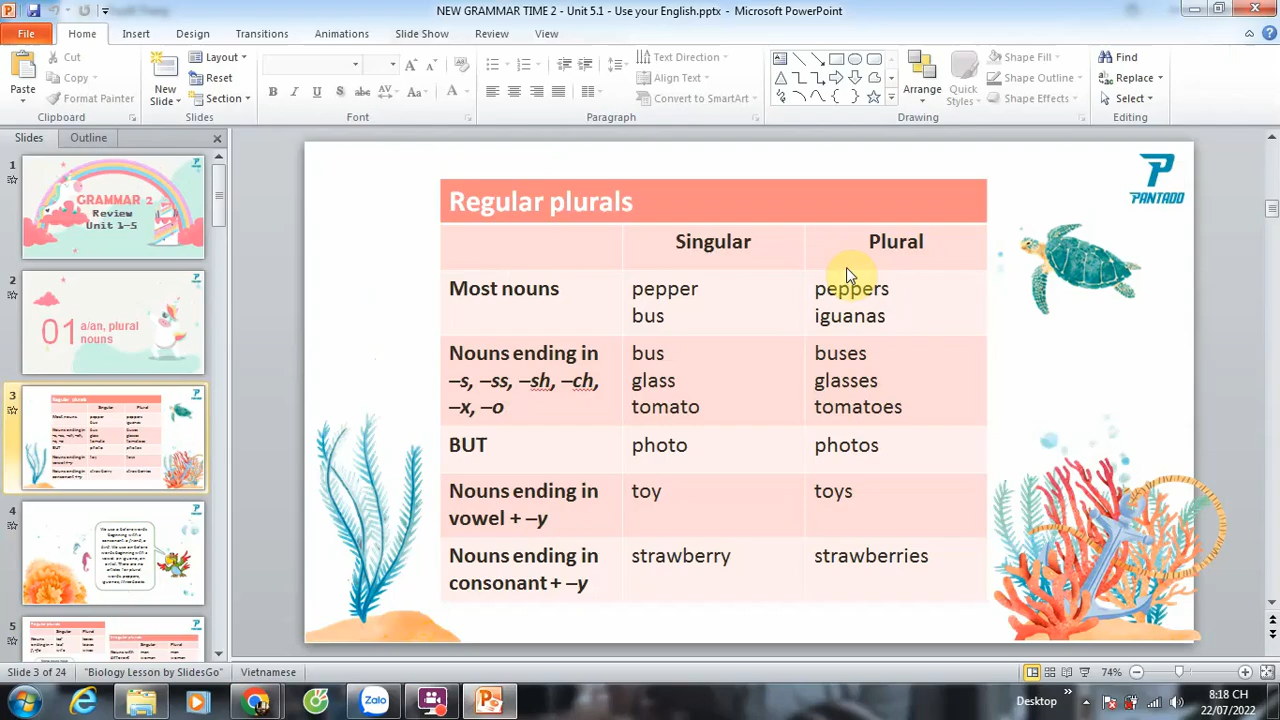 NEW GRAMMAR TIME 2 - Unit 5.1 - Use your English.pptx - Microsoft PowerPoint
File Home Insert Design Transitions Animations Slide Show Review View
Paste
Cut
Copy
Format Painter
Clipboard
New Slide
Layout
Reset
Section
Slides
Font
Paragraph
Text Direction
Align Text
Convert to SmartArt
Arrange
Quick Styles
Shape Fill
Shape Outline
Shape Effects
Drawing
Find
Replace
Select
Editing
Slides Outline
1
GRAMMAR 2
Review
Unit 1-5
2
01 a/an, plural
nouns
3
4
5
PANTADO
Regular plurals
Singular Plural
Most nouns pepper peppers
bus iguanas
Nouns ending in bus buses
–s, –ss, –sh, –ch, glass glasses
–x, –o tomato tomatoes
BUT photo photos
Nouns ending in toy toys
vowel + –y
Nouns ending in strawberry strawberries
consonant + –y
Slide 3 of 24 "Biology Lesson by SlidesGo" Vietnamese 74%
Zalo
Desktop
8:18 CH
22/07/2022